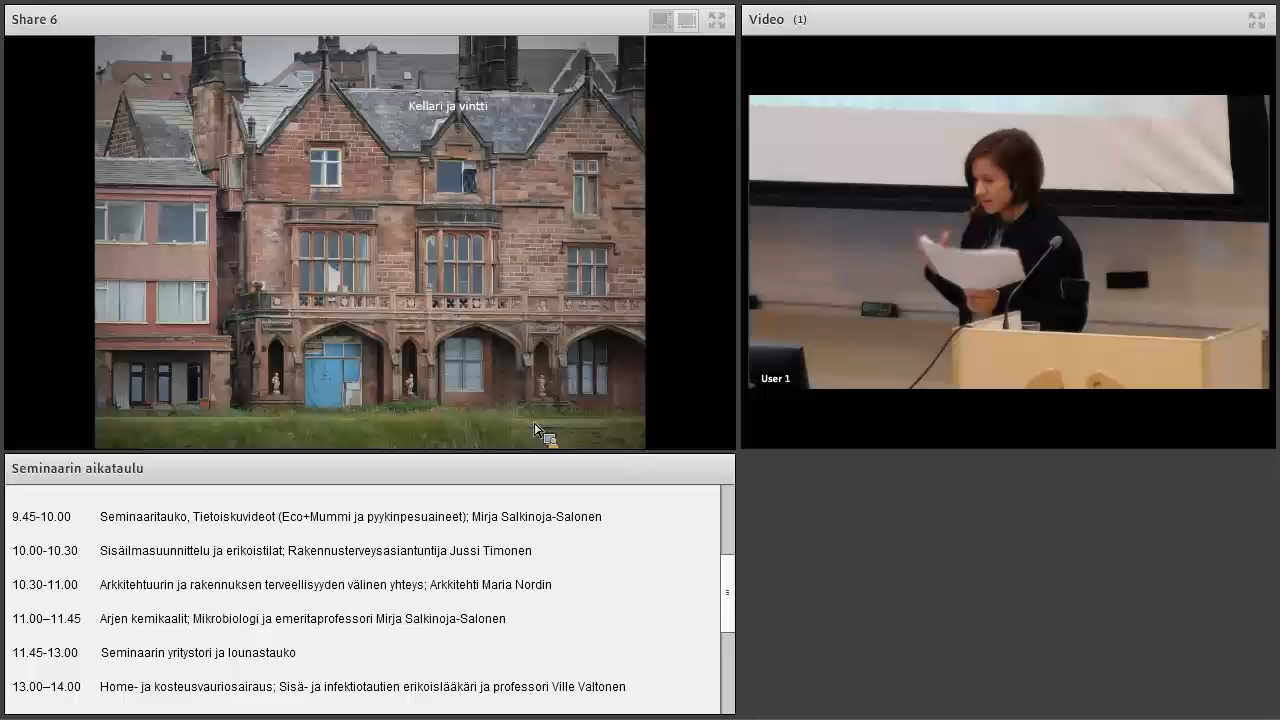 Share 6
Kellari ja vintti
Video (1)
User 1
Seminaarin aikataulu
9.45-10.00 Seminaaritauko, Tietoiskuvideot (Eco+Mummi ja pyykinpesuaineet); Mirja Salkinoja-Salonen
10.00-10.30 Sisäilmasuunnittelu ja erikoistilat; Rakennusterveysasiantuntija Jussi Timonen
10.30-11.00 Arkkitehtuurin ja rakennuksen terveellisyyden välinen yhteys; Arkkitehti Maria Nordin
11.00–11.45 Arjen kemikaalit; Mikrobiologi ja emeritaprofessori Mirja Salkinoja-Salonen
11.45-13.00 Seminaarin yritystori ja lounastauko
13.00–14.00 Home- ja kosteusvauriosairaus; Sisä- ja infektiotautien erikoislääkäri ja professori Ville Valtonen